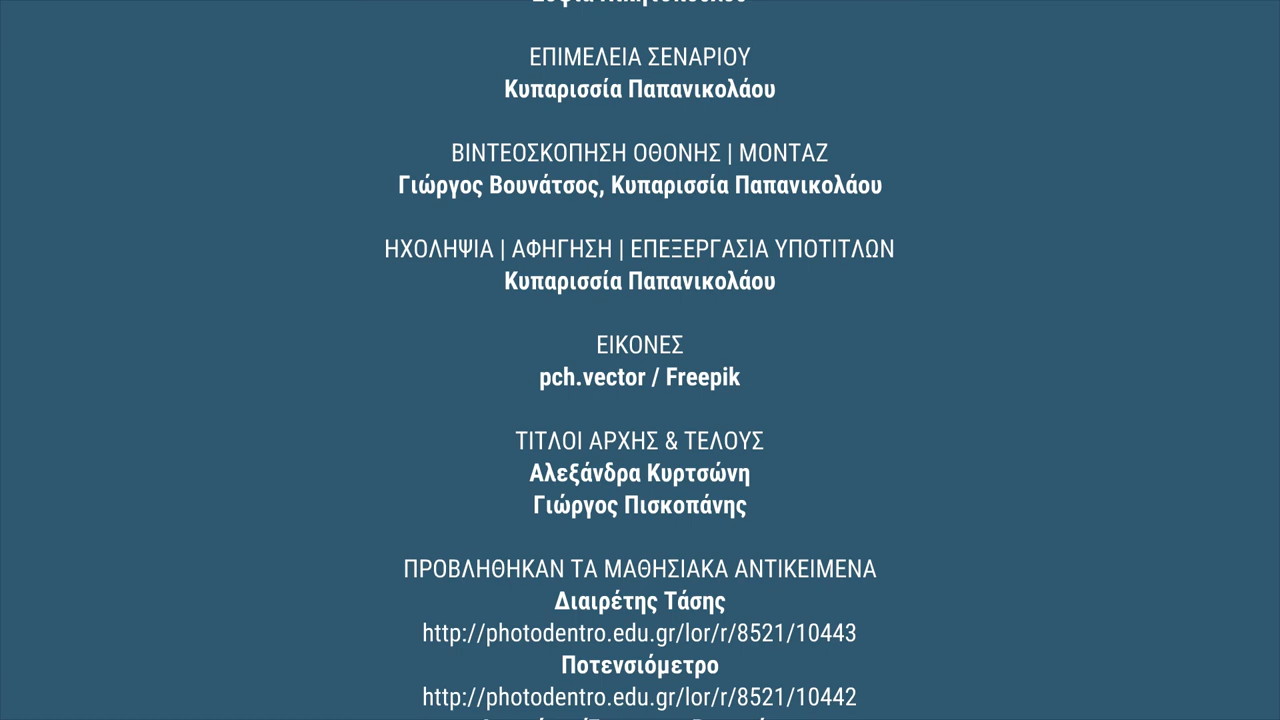 ΕΠΙΜΕΛΕΙΑ ΣΕΝΑΡΙΟΥ
Κυπαρισσία Παπανικολάου
ΒΙΝΤΕΟΣΚΟΠΗΣΗ ΟΘΟΝΗΣ | ΜΟΝΤΑΖ
Γιώργος Βουνάτσος, Κυπαρισσία Παπανικολάου
ΗΧΟΛΗΨΙΑ | ΑΦΗΓΗΣΗ | ΕΠΕΞΕΡΓΑΣΙΑ ΥΠΟΤΙΤΛΩΝ
Κυπαρισσία Παπανικολάου
ΕΙΚΟΝΕΣ
pch.vector / Freepik
ΤΙΤΛΟΙ ΑΡΧΗΣ & ΤΕΛΟΥΣ
Αλεξάνδρα Κυρτσώνη
Γιώργος Πισκοπάνης
ΠΡΟΒΛΗΘΗΚΑΝ ΤΑ ΜΑΘΗΣΙΑΚΑ ΑΝΤΙΚΕΙΜΕΝΑ
Διαιρέτης Τάσης
http://photodentro.edu.gr/lor/r/8521/10443
Ποτενσιόμετρο
http://photodentro.edu.gr/lor/r/8521/10442